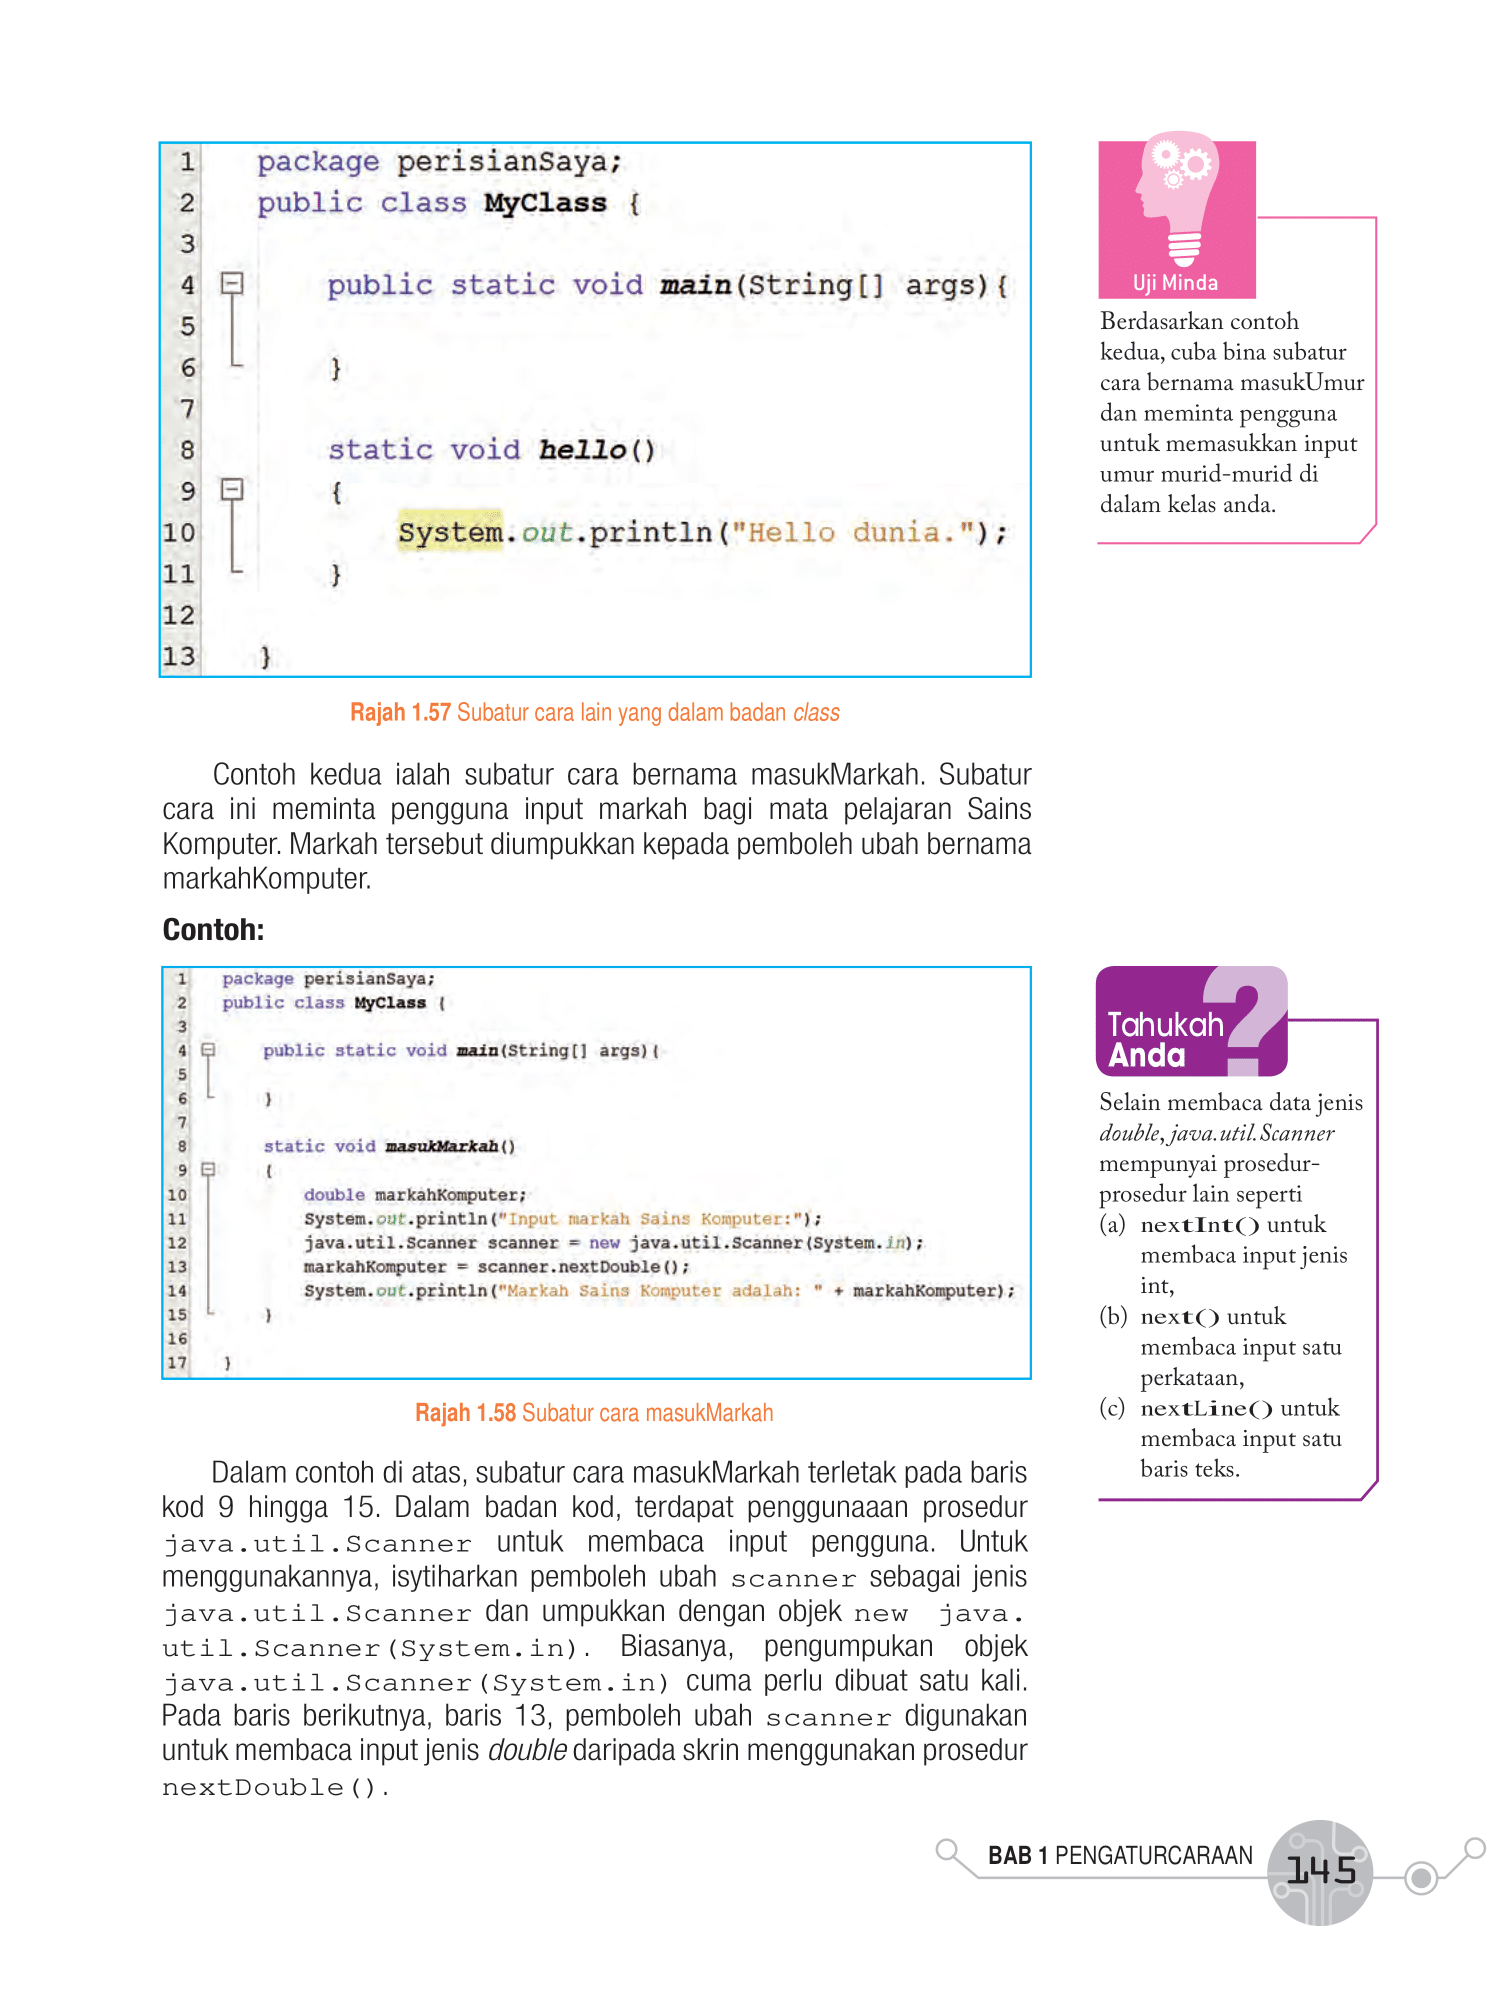 1 package perisianSaya;
2 public class MyClass {
3
4 public static void main(String[] args){
5
6 }
7
8 static void hello()
9 {
10 System.out.println("Hello dunia.");
11 }
12
13 }
Rajah 1.57 Subatur cara lain yang dalam badan class
Uji Minda
Berdasarkan contoh
kedua, cuba bina subatur
cara bernama masukUmur
dan meminta pengguna
untuk memasukkan input
umur murid-murid di
dalam kelas anda.
Contoh kedua ialah subatur cara bernama masukMarkah. Subatur
cara ini meminta pengguna input markah bagi mata pelajaran Sains
Komputer. Markah tersebut diumpukkan kepada pemboleh ubah bernama
markahKomputer.
Contoh:
1 package perisianSaya;
2 public class MyClass {
3
4 public static void main(String[] args){
5
6 }
7
8 static void masukMarkah()
9 {
10 double markahKomputer;
11 System.out.println("Input markah Sains Komputer:");
12 java.util.Scanner scanner = new java.util.Scanner(System.in);
13 markahKomputer = scanner.nextDouble();
14 System.out.println("Markah Sains Komputer adalah: " + markahKomputer);
15 }
16
17 }
Rajah 1.58 Subatur cara masukMarkah
Tahukah
Anda
?
Selain membaca data jenis
double, java.util.Scanner
mempunyai prosedur-
prosedur lain seperti
(a) nextInt() untuk
membaca input jenis
int,
(b) next() untuk
membaca input satu
perkataan,
(c) nextLine() untuk
membaca input satu
baris teks.
Dalam contoh di atas, subatur cara masukMarkah terletak pada baris
kod 9 hingga 15. Dalam badan kod, terdapat penggunaaan prosedur
java.util.Scanner untuk membaca input pengguna. Untuk
menggunakannya, isytiharkan pemboleh ubah scanner sebagai jenis
java.util.Scanner dan umpukkan dengan objek new java.
util.Scanner(System.in). Biasanya, pengumpukan objek
java.util.Scanner(System.in) cuma perlu dibuat satu kali.
Pada baris berikutnya, baris 13, pemboleh ubah scanner digunakan
untuk membaca input jenis double daripada skrin menggunakan prosedur
nextDouble().
BAB 1 PENGATURCARAAN 145